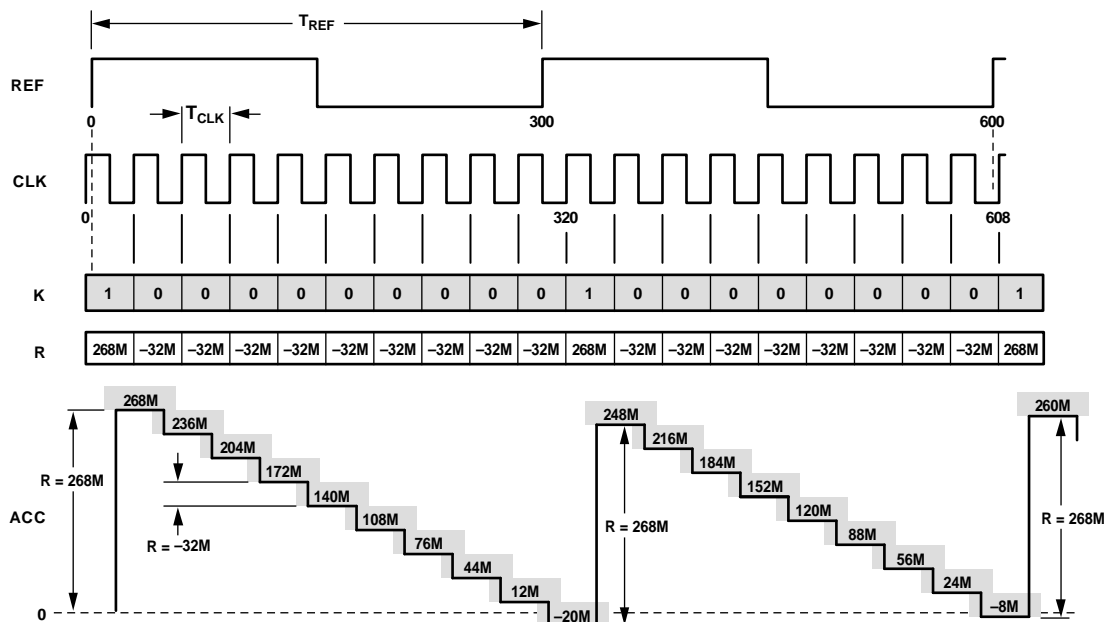 TREF
REF
0
300
600
TCLK
CLK
0
320
608
K 1 0 0 0 0 0 0 0 0 0 1 0 0 0 0 0 0 0 0 1
R 268M –32M –32M –32M –32M –32M –32M –32M –32M –32M 268M –32M –32M –32M –32M –32M –32M –32M –32M 268M
268M
236M
204M
172M
140M
108M
76M
44M
12M
–20M
248M
216M
184M
152M
120M
88M
56M
24M
–8M
260M
R = 268M
R = –32M
R = 268M
R = 268M
ACC
0